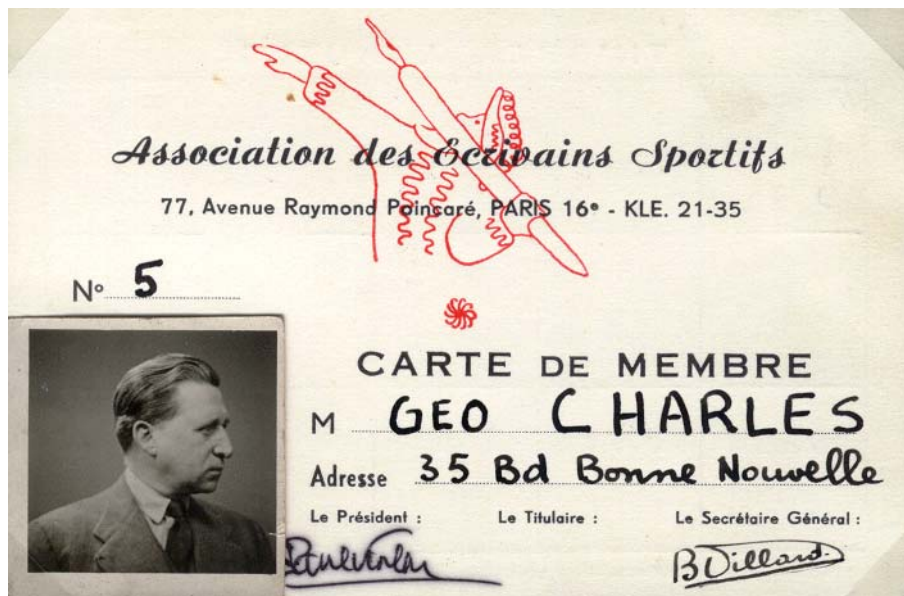 Association des Ecrivains Sportifs
77, Avenue Raymond Poincaré, PARIS 16e - KLE. 21-35
No 5
CARTE DE MEMBRE
M GEO CHARLES
Adresse 35 Bd Bonne Nouvelle
Le Président : Le Titulaire : Le Secrétaire Général :
B Villard